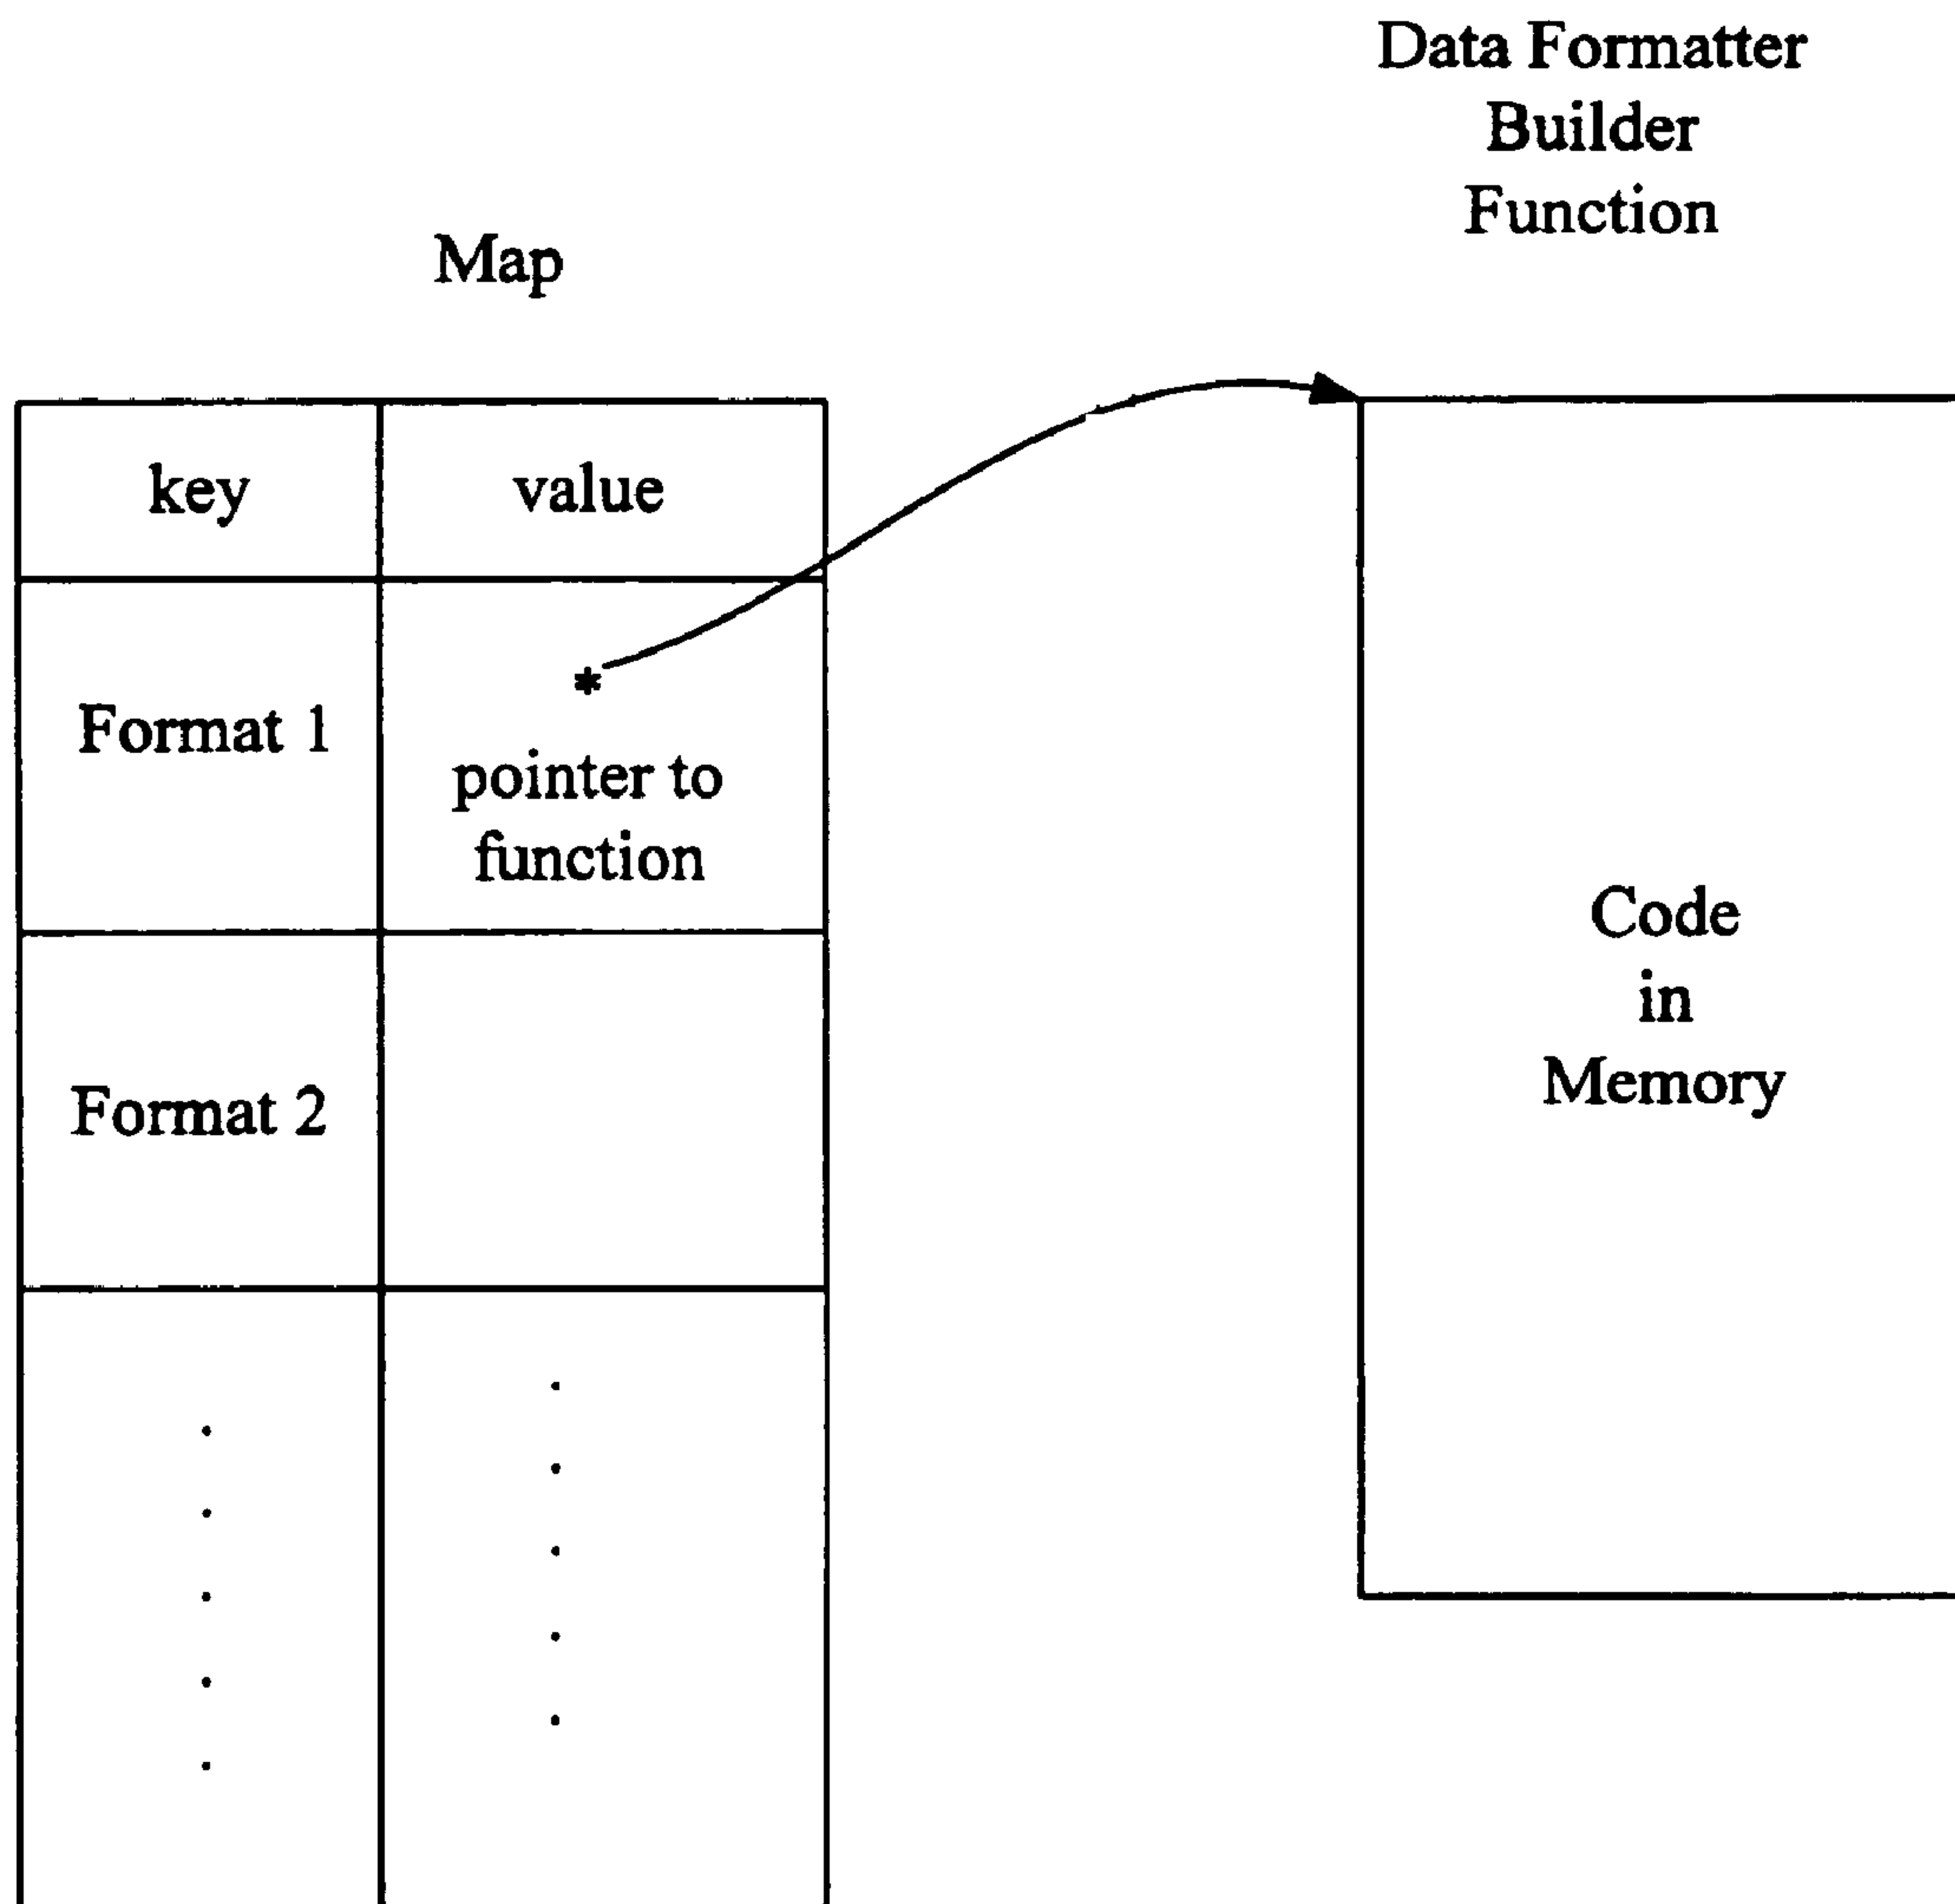 Data Formatter
Builder
Function
Map
key value
Format 1
*
pointer to
function
Format 2
Code
in
Memory